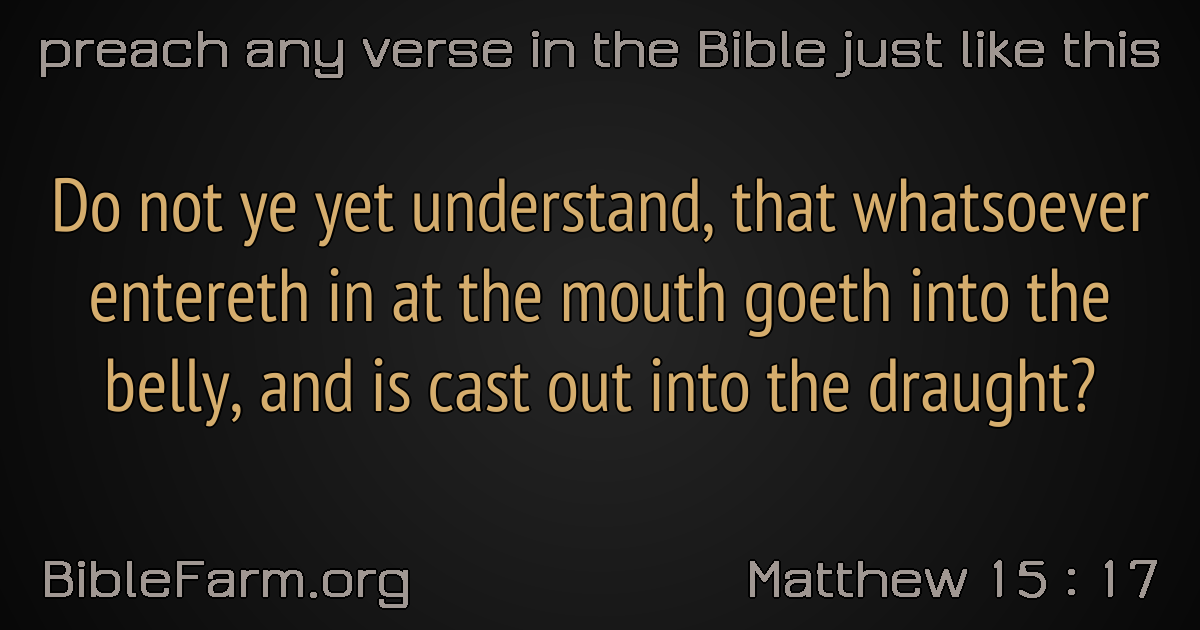 preach any verse in the Bible just like this
Do not ye yet understand, that whatsoever
entereth in at the mouth goeth into the
belly, and is cast out into the draught?
BibleFarm.org
Matthew 15 : 17